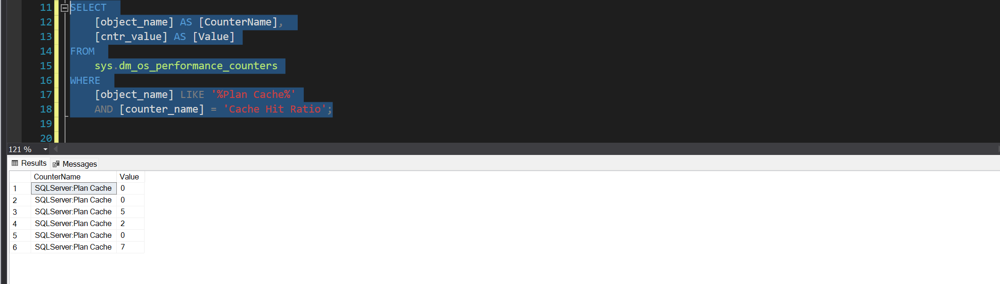 11 SELECT
12 [object_name] AS [CounterName],
13 [cntr_value] AS [Value]
14 FROM
15 sys.dm_os_performance_counters
16 WHERE
17 [object_name] LIKE '%Plan Cache%'
18 AND [counter_name] = 'Cache Hit Ratio';
19
20
121 %
Results Messages
CounterName Value
1 SQLServer:Plan Cache 0
2 SQLServer:Plan Cache 0
3 SQLServer:Plan Cache 5
4 SQLServer:Plan Cache 2
5 SQLServer:Plan Cache 0
6 SQLServer:Plan Cache 7